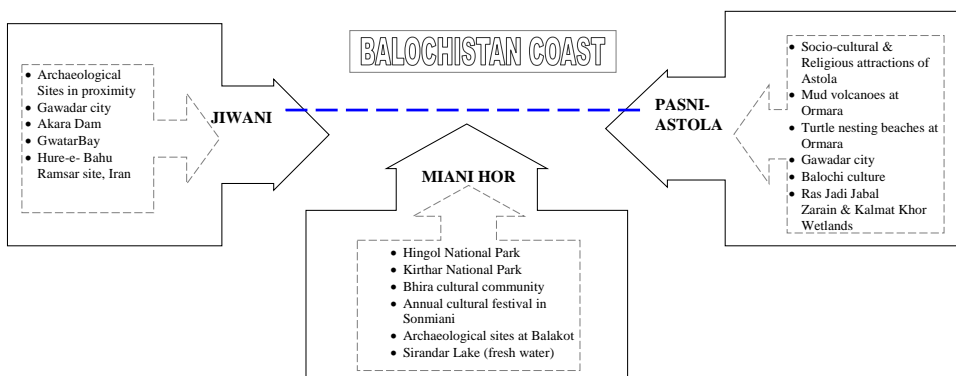 BALOCHISTAN COAST
• Archaeological
Sites in proximity
• Gawadar city
• Akara Dam
• GwatarBay
• Hure-e- Bahu
Ramsar site, Iran
JIWANI
PASNI-
ASTOLA
• Socio-cultural &
Religious attractions of
Astola
• Mud volcanoes at
Ormara
• Turtle nesting beaches at
Ormara
• Gawadar city
• Balochi culture
• Ras Jadi Jabal
Zarain & Kalmat Khor
Wetlands
MIANI HOR
• Hingol National Park
• Kirthar National Park
• Bhira cultural community
• Annual cultural festival in
Sonmiani
• Archaeological sites at Balakot
• Sirandar Lake (fresh water)